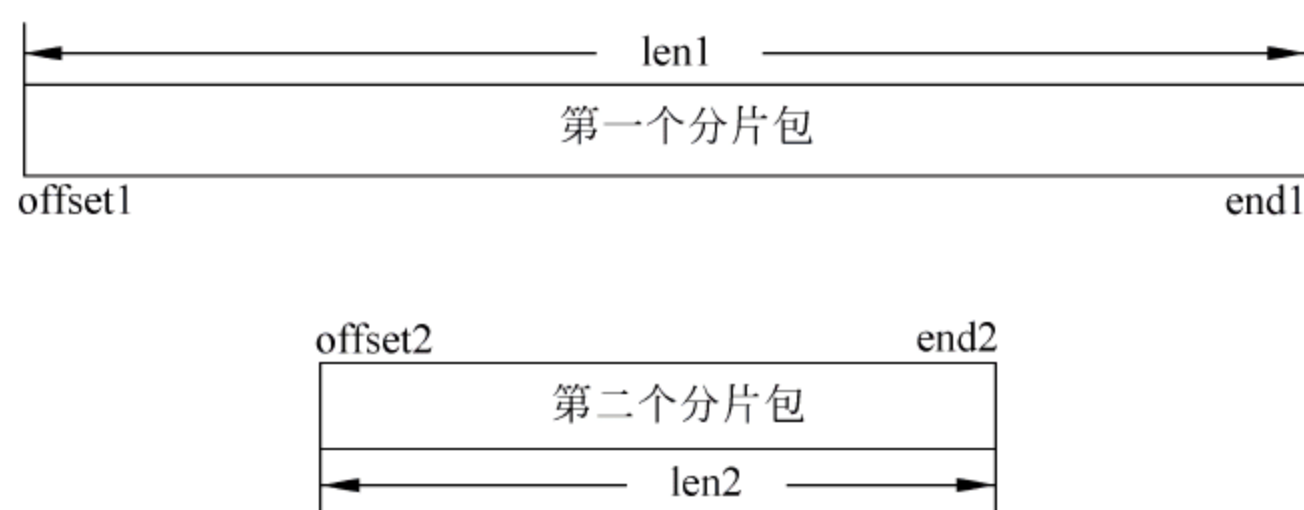 len1
第一个分片包
offset1 end1
offset2 end2
第二个分片包
len2